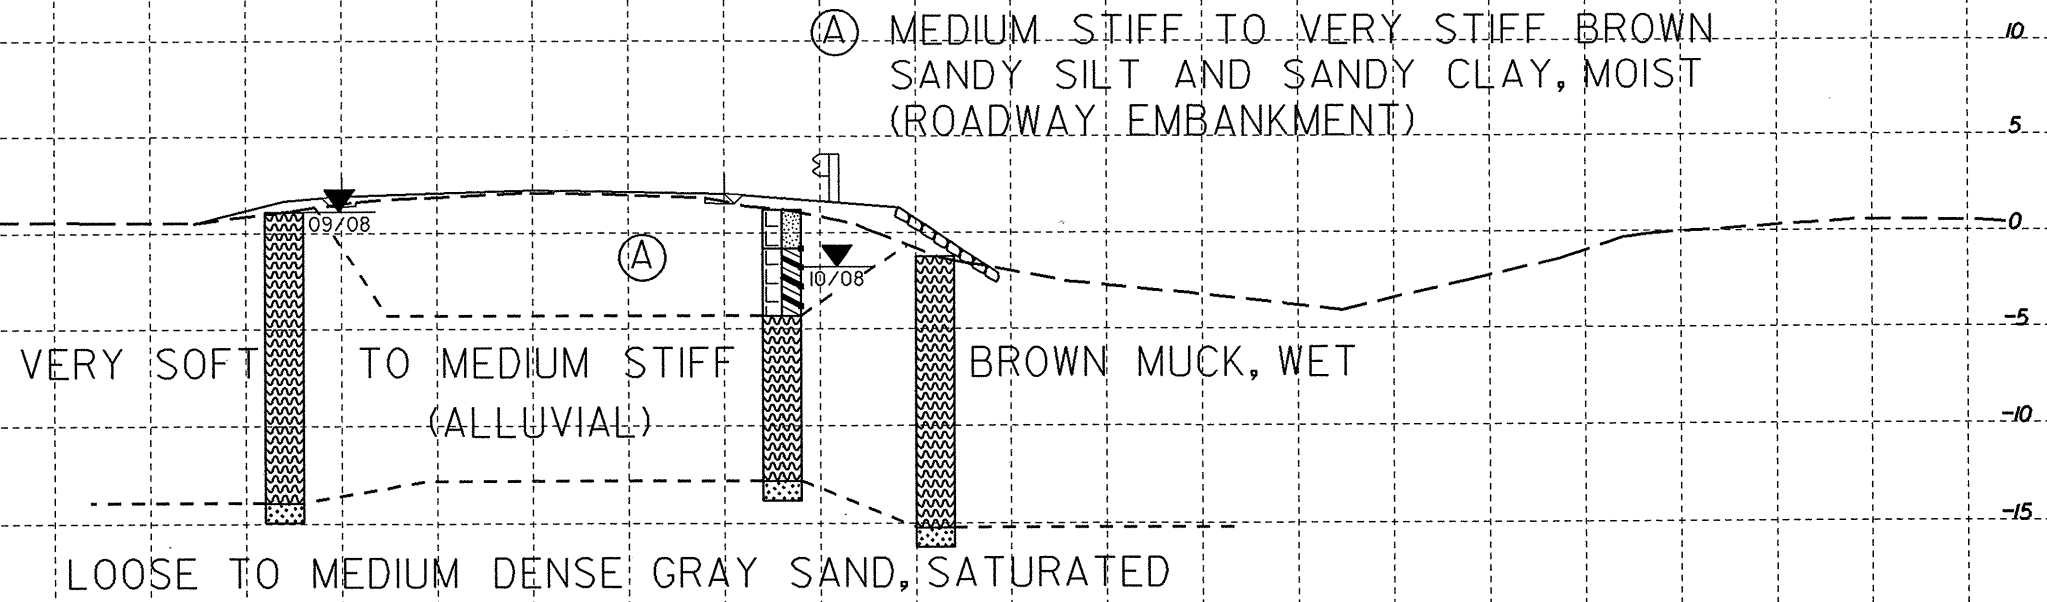 Ⓐ MEDIUM STIFF TO VERY STIFF BROWN
SANDY SILT AND SANDY CLAY, MOIST
(ROADWAY EMBANKMENT)
10
5
0
-5
-10
-15
09/08
A
10/08
VERY SOFT TO MEDIUM STIFF BROWN MUCK, WET
(ALLUVIAL)
LOOSE TO MEDIUM DENSE GRAY SAND, SATURATED